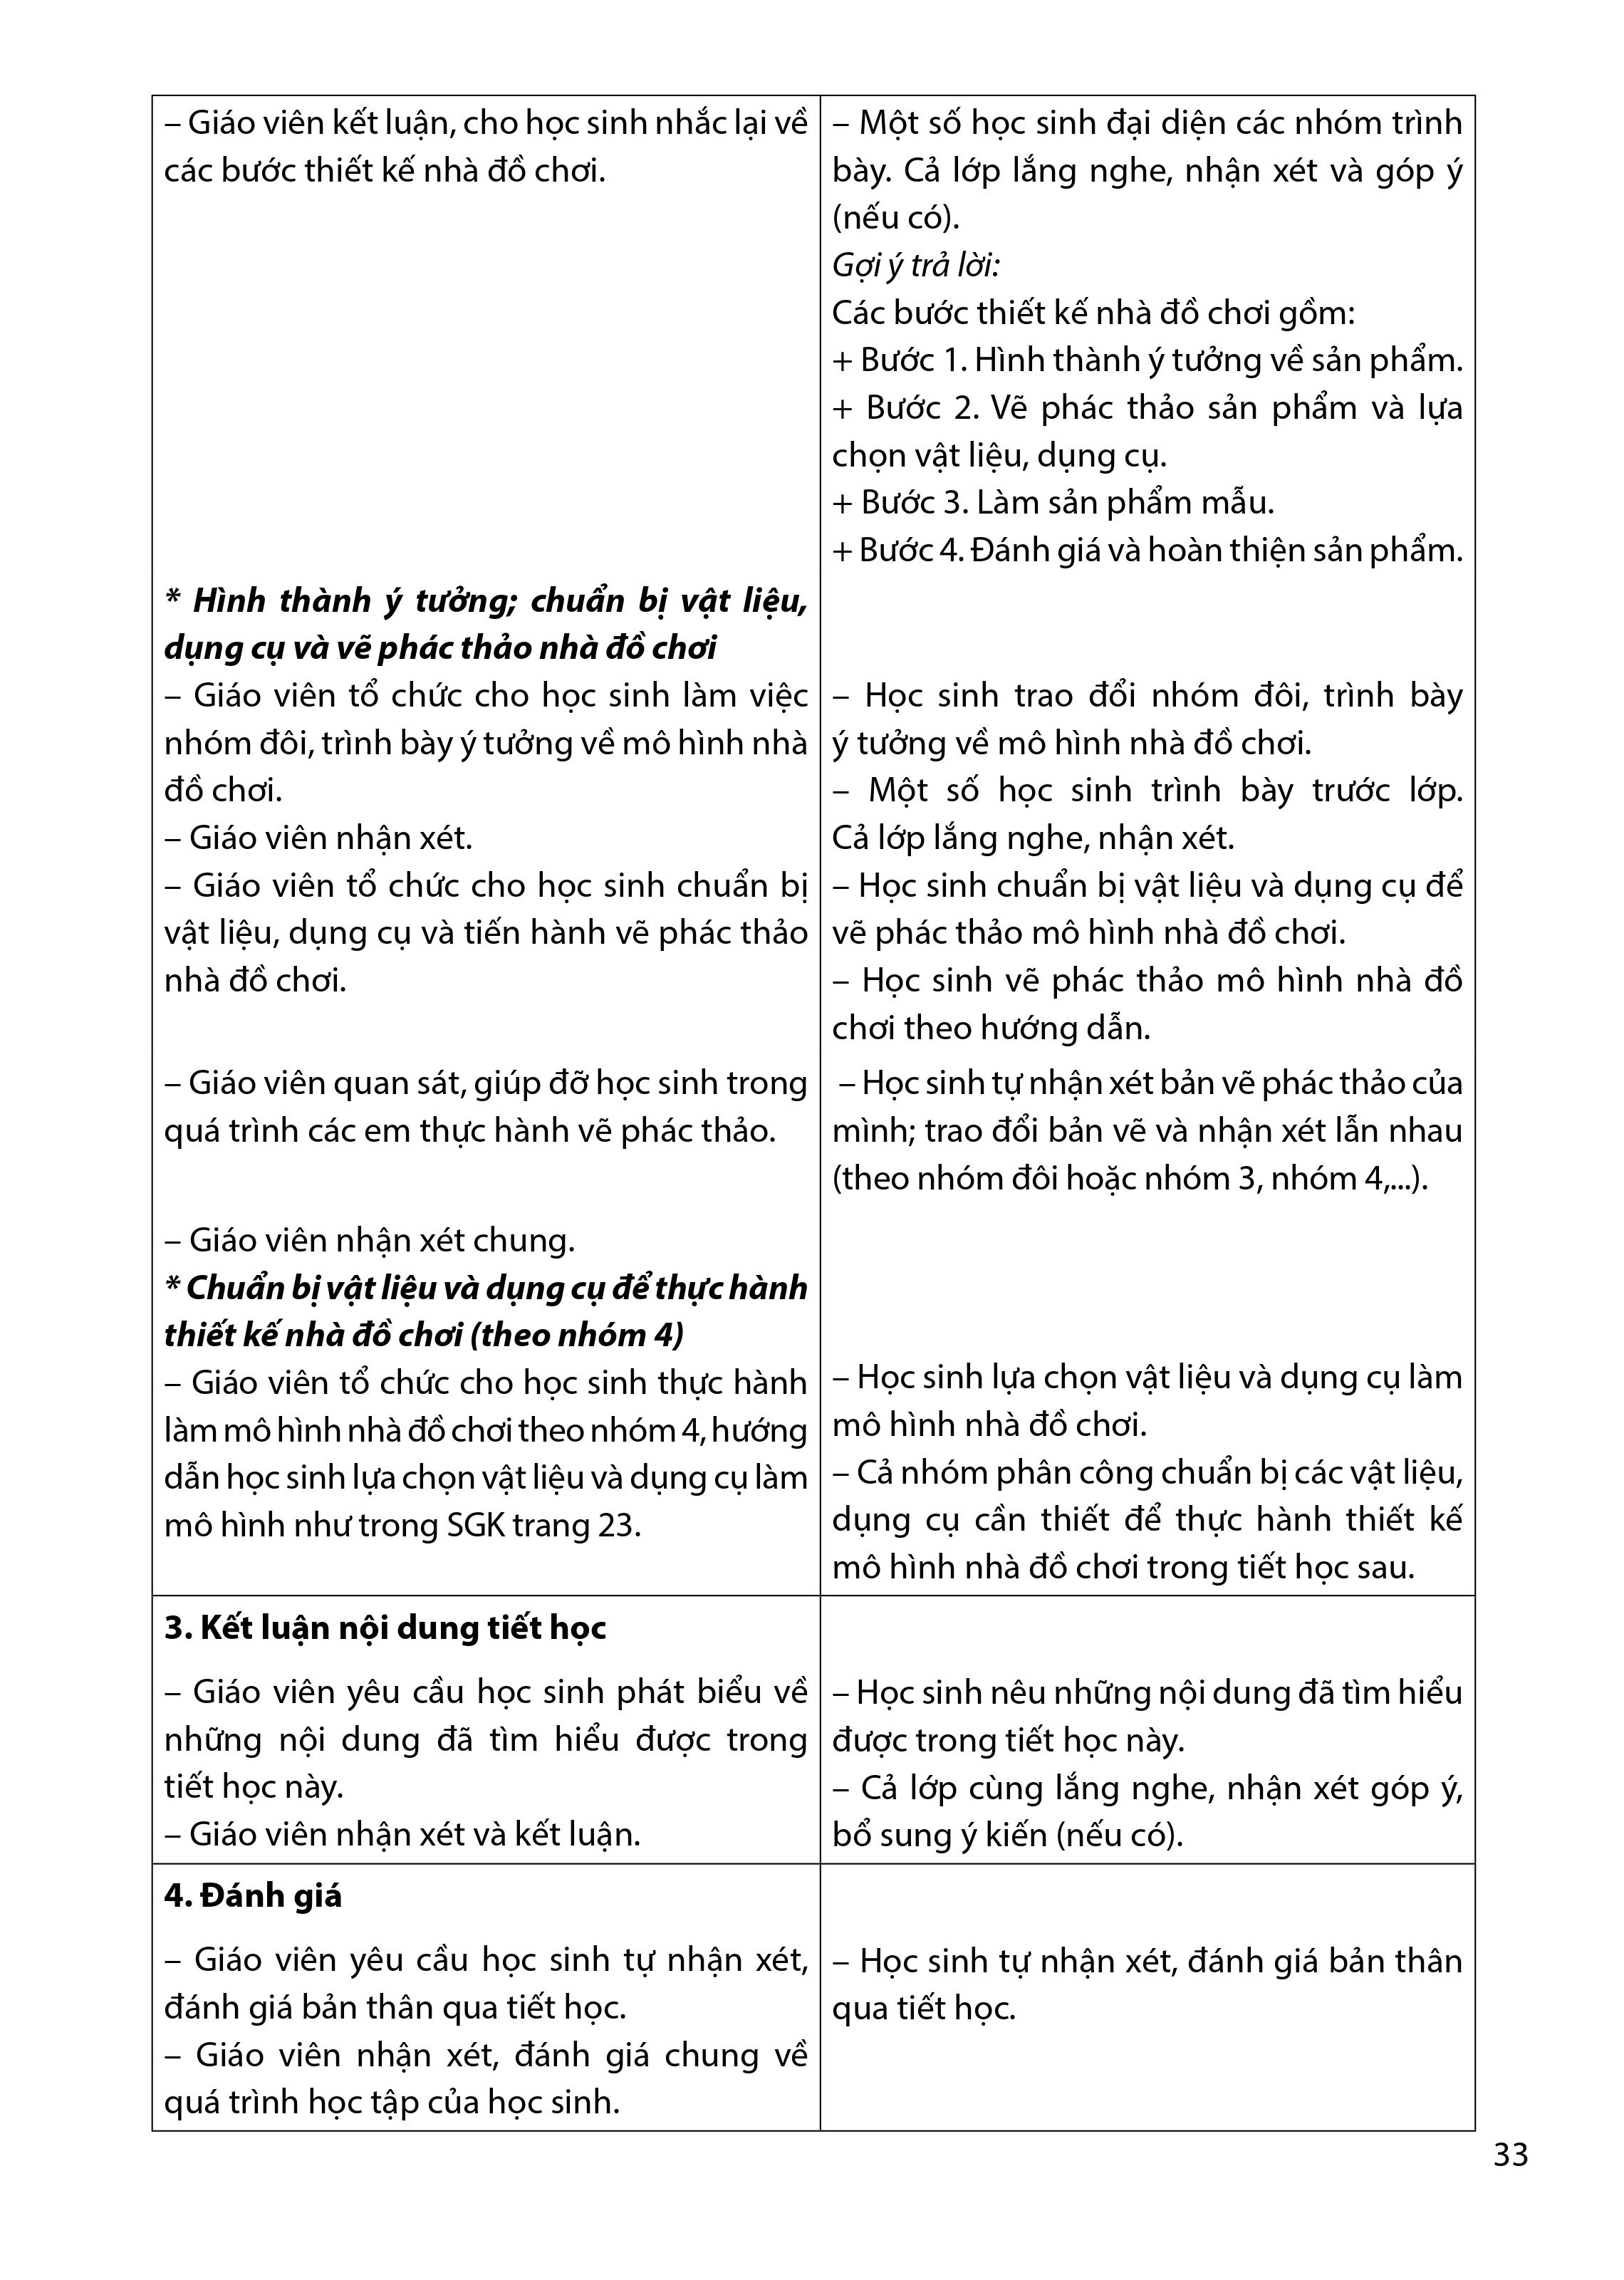 – Giáo viên kết luận, cho học sinh nhắc lại về
các bước thiết kế nhà đồ chơi.
– Một số học sinh đại diện các nhóm trình
bày. Cả lớp lắng nghe, nhận xét và góp ý
(nếu có).
Gợi ý trả lời:
Các bước thiết kế nhà đồ chơi gồm:
+ Bước 1. Hình thành ý tưởng về sản phẩm.
+ Bước 2. Vẽ phác thảo sản phẩm và lựa
chọn vật liệu, dụng cụ.
+ Bước 3. Làm sản phẩm mẫu.
+ Bước 4. Đánh giá và hoàn thiện sản phẩm.
* Hình thành ý tưởng; chuẩn bị vật liệu,
dụng cụ và vẽ phác thảo nhà đồ chơi
– Giáo viên tổ chức cho học sinh làm việc
nhóm đôi, trình bày ý tưởng về mô hình nhà
đồ chơi.
– Giáo viên nhận xét.
– Giáo viên tổ chức cho học sinh chuẩn bị
vật liệu, dụng cụ và tiến hành vẽ phác thảo
nhà đồ chơi.
– Học sinh trao đổi nhóm đôi, trình bày
ý tưởng về mô hình nhà đồ chơi.
– Một số học sinh trình bày trước lớp.
Cả lớp lắng nghe, nhận xét.
– Học sinh chuẩn bị vật liệu và dụng cụ để
vẽ phác thảo mô hình nhà đồ chơi.
– Học sinh vẽ phác thảo mô hình nhà đồ
chơi theo hướng dẫn.
– Giáo viên quan sát, giúp đỡ học sinh trong
quá trình các em thực hành vẽ phác thảo.
– Học sinh tự nhận xét bản vẽ phác thảo của
mình; trao đổi bản vẽ và nhận xét lẫn nhau
(theo nhóm đôi hoặc nhóm 3, nhóm 4,...).
– Giáo viên nhận xét chung.
* Chuẩn bị vật liệu và dụng cụ để thực hành
thiết kế nhà đồ chơi (theo nhóm 4)
– Giáo viên tổ chức cho học sinh thực hành
làm mô hình nhà đồ chơi theo nhóm 4, hướng
dẫn học sinh lựa chọn vật liệu và dụng cụ làm
mô hình như trong SGK trang 23.
– Học sinh lựa chọn vật liệu và dụng cụ làm
mô hình nhà đồ chơi.
– Cả nhóm phân công chuẩn bị các vật liệu,
dụng cụ cần thiết để thực hành thiết kế
mô hình nhà đồ chơi trong tiết học sau.
3. Kết luận nội dung tiết học
– Giáo viên yêu cầu học sinh phát biểu về
những nội dung đã tìm hiểu được trong
tiết học này.
– Giáo viên nhận xét và kết luận.
– Học sinh nêu những nội dung đã tìm hiểu
được trong tiết học này.
– Cả lớp cùng lắng nghe, nhận xét góp ý,
bổ sung ý kiến (nếu có).
4. Đánh giá
– Giáo viên yêu cầu học sinh tự nhận xét,
đánh giá bản thân qua tiết học.
– Giáo viên nhận xét, đánh giá chung về
quá trình học tập của học sinh.
– Học sinh tự nhận xét, đánh giá bản thân
qua tiết học.
33